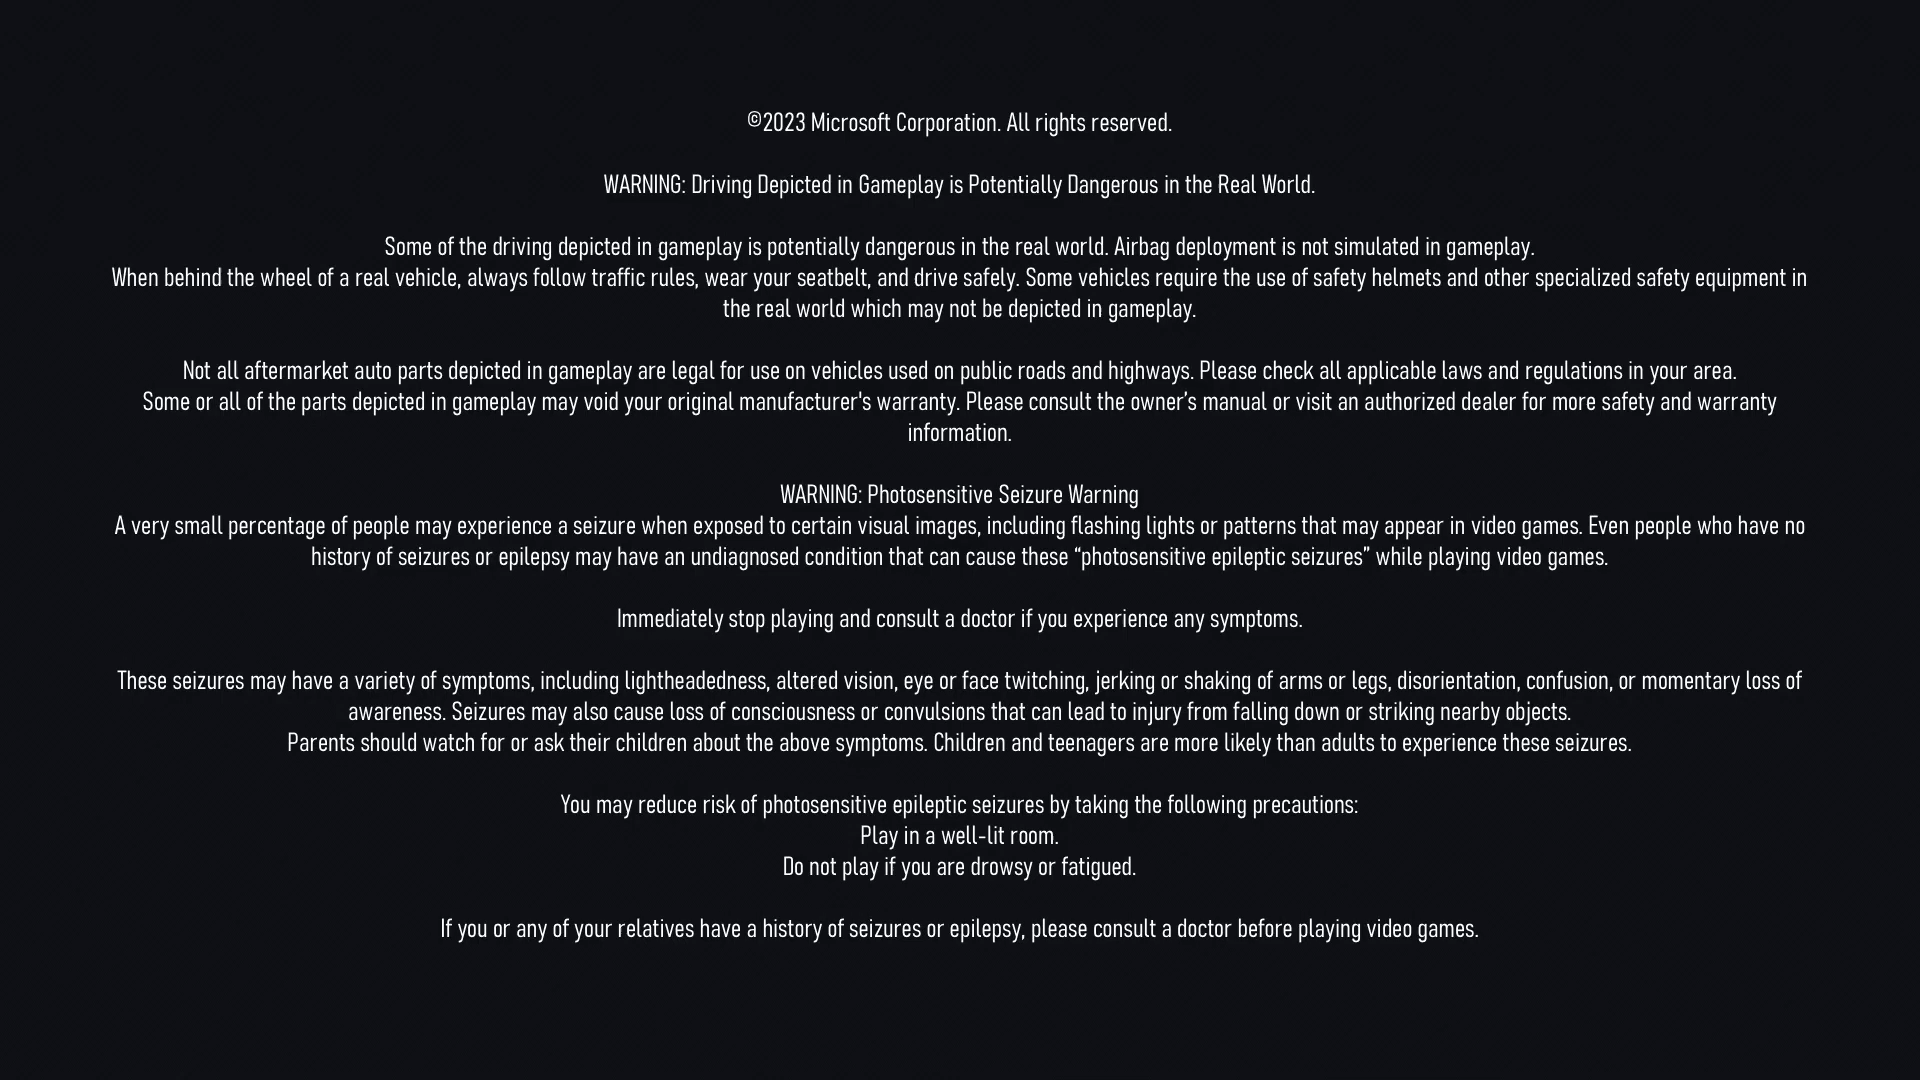 ©2023 Microsoft Corporation. All rights reserved.
WARNING: Driving Depicted in Gameplay is Potentially Dangerous in the Real World.
Some of the driving depicted in gameplay is potentially dangerous in the real world. Airbag deployment is not simulated in gameplay.
When behind the wheel of a real vehicle, always follow traffic rules, wear your seatbelt, and drive safely. Some vehicles require the use of safety helmets and other specialized safety equipment in
the real world which may not be depicted in gameplay.
Not all aftermarket auto parts depicted in gameplay are legal for use on vehicles used on public roads and highways. Please check all applicable laws and regulations in your area.
Some or all of the parts depicted in gameplay may void your original manufacturer's warranty. Please consult the owner’s manual or visit an authorized dealer for more safety and warranty
information.
WARNING: Photosensitive Seizure Warning
A very small percentage of people may experience a seizure when exposed to certain visual images, including flashing lights or patterns that may appear in video games. Even people who have no
history of seizures or epilepsy may have an undiagnosed condition that can cause these “photosensitive epileptic seizures” while playing video games.
Immediately stop playing and consult a doctor if you experience any symptoms.
These seizures may have a variety of symptoms, including lightheadedness, altered vision, eye or face twitching, jerking or shaking of arms or legs, disorientation, confusion, or momentary loss of
awareness. Seizures may also cause loss of consciousness or convulsions that can lead to injury from falling down or striking nearby objects.
Parents should watch for or ask their children about the above symptoms. Children and teenagers are more likely than adults to experience these seizures.
You may reduce risk of photosensitive epileptic seizures by taking the following precautions:
Play in a well-lit room.
Do not play if you are drowsy or fatigued.
If you or any of your relatives have a history of seizures or epilepsy, please consult a doctor before playing video games.